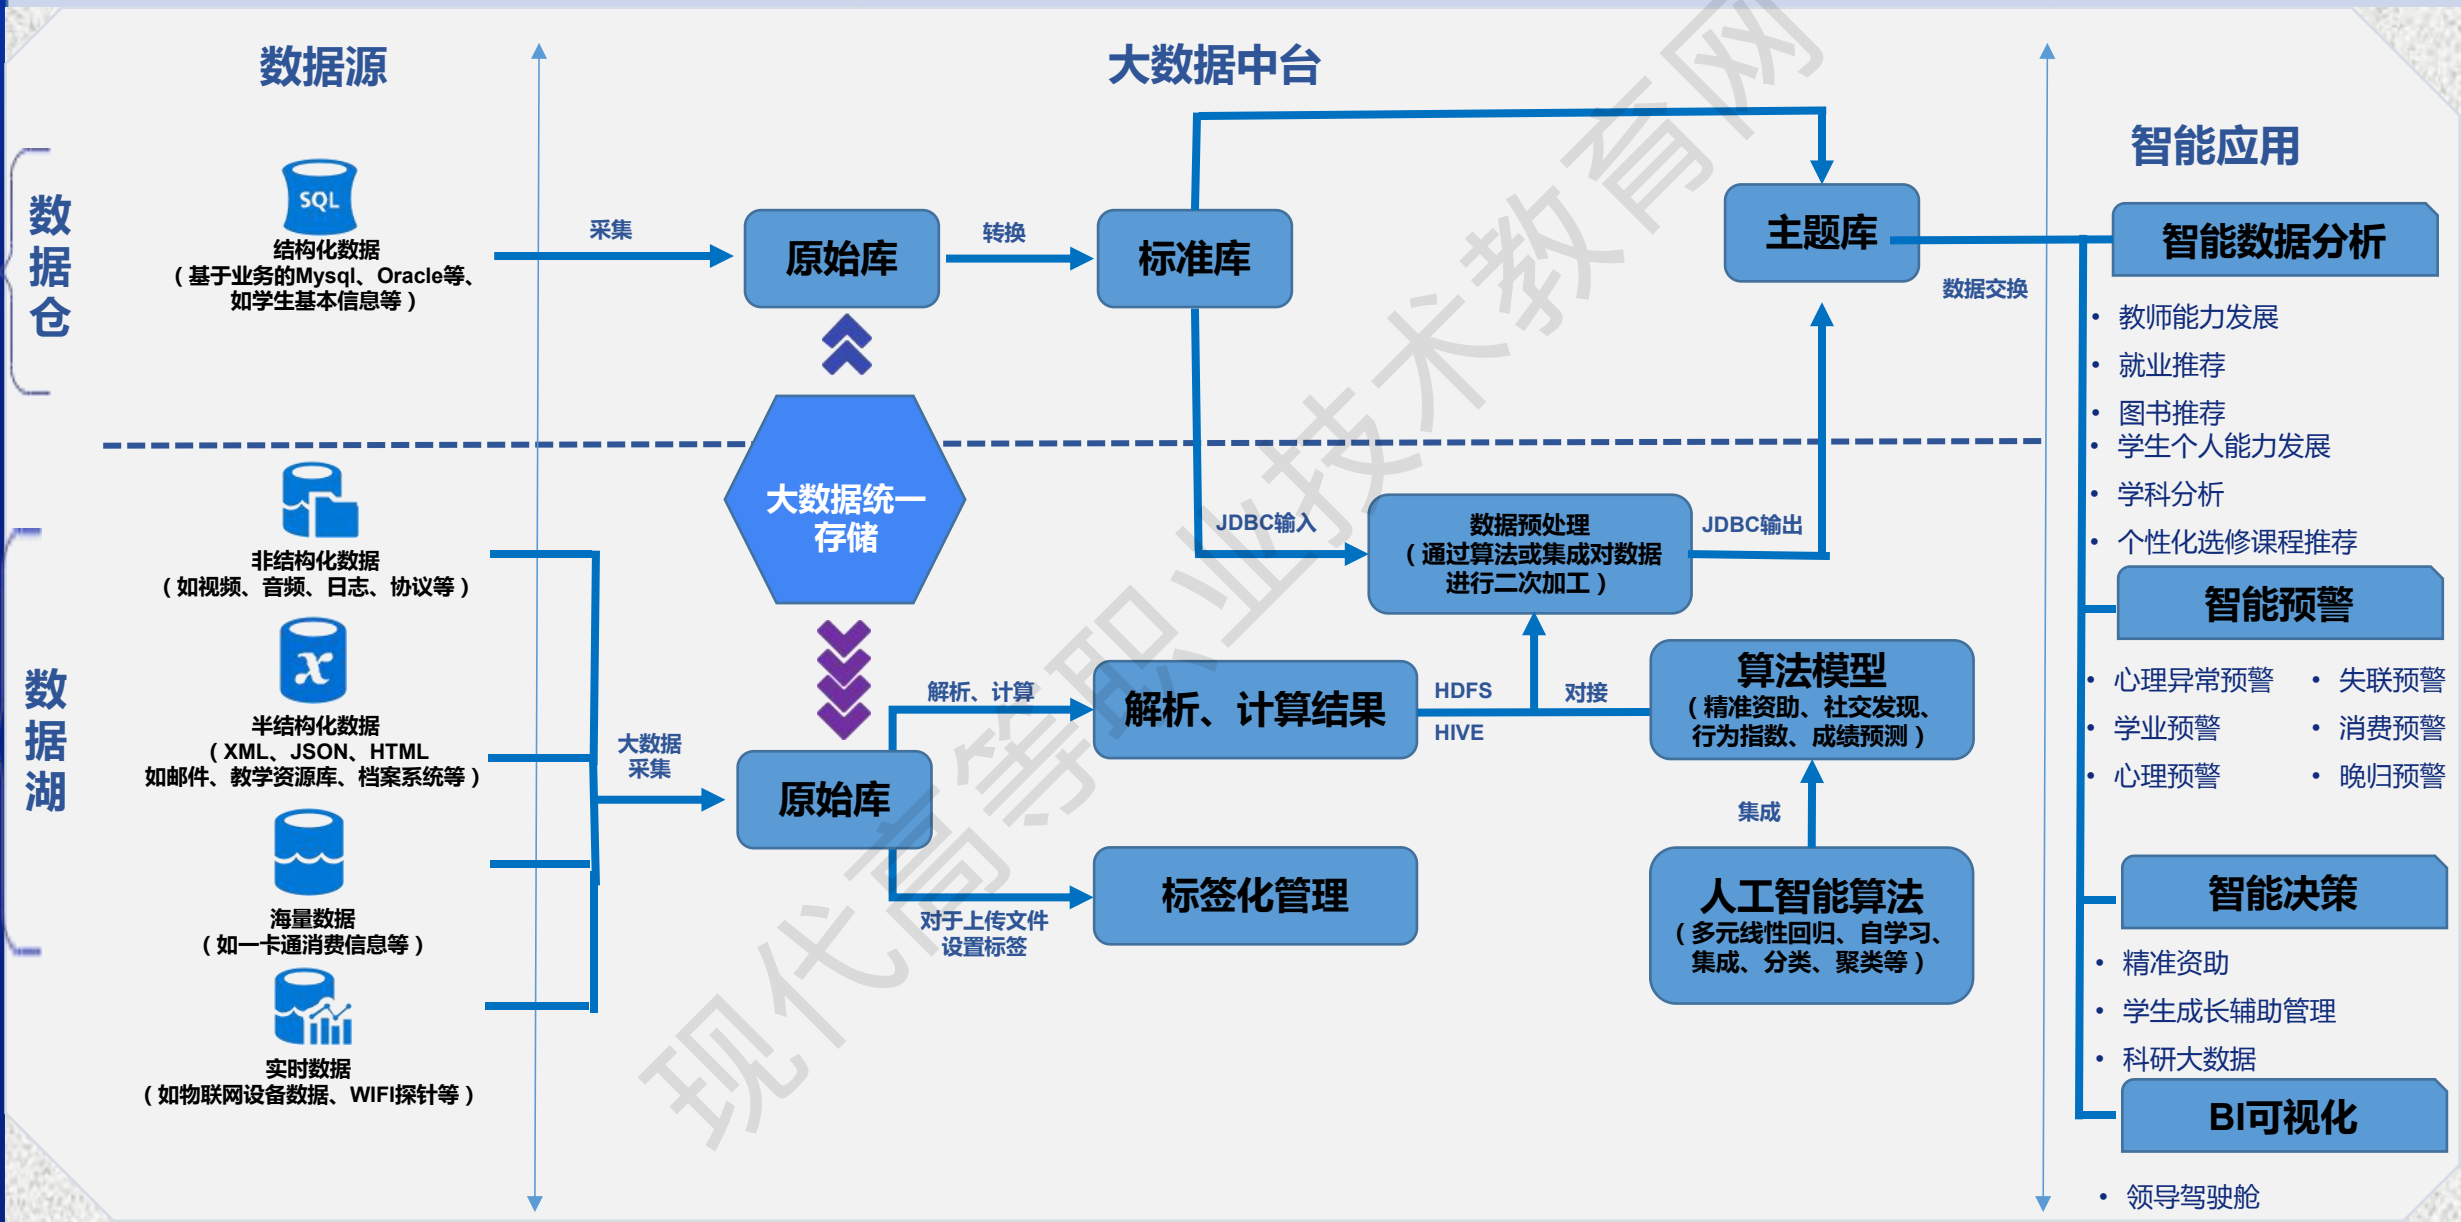 数据源
大数据中台
智能应用
数据仓
SQL
结构化数据
（基于业务的Mysql、Oracle等、
如学生基本信息等）
采集
原始库
转换
标准库
主题库
数据交换
大数据统一
存储
数据湖
非结构化数据
（如视频、音频、日志、协议等）
x
半结构化数据
（XML、JSON、HTML
如邮件、教学资源库、档案系统等）
海量数据
（如一卡通消费信息等）
实时数据
（如物联网设备数据、WIFI探针等）
大数据
采集
原始库
解析、计算
解析、计算结果
对于上传文件
设置标签
标签化管理
JDBC输入
数据预处理
（通过算法或集成对数据
进行二次加工）
JDBC输出
HDFS
HIVE
对接
算法模型
（精准资助、社交发现、
行为指数、成绩预测）
集成
人工智能算法
（多元线性回归、自学习、
集成、分类、聚类等）
智能数据分析
• 教师能力发展
• 就业推荐
• 图书推荐
• 学生个人能力发展
• 学科分析
• 个性化选修课程推荐
智能预警
• 心理异常预警 • 失联预警
• 学业预警 • 消费预警
• 心理预警 • 晚归预警
智能决策
• 精准资助
• 学生成长辅助管理
• 科研大数据
BI可视化
• 领导驾驶舱
现代高等职业技术教育网